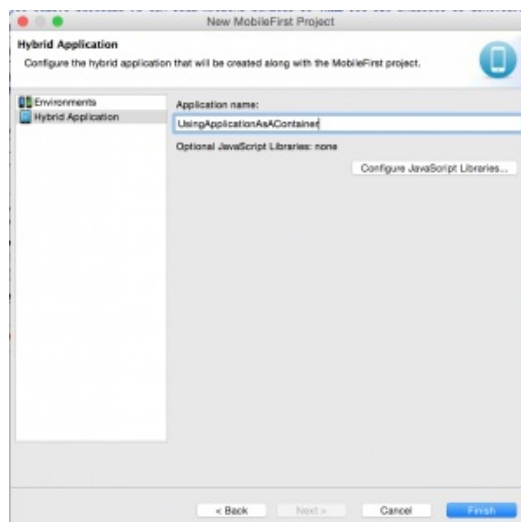 New MobileFirst Project
Hybrid Application
Configure the hybrid application that will be created along with the MobileFirst project.
Environments
Hybrid Application
Application name:
UsingApplicationAsAContainer
Optional JavaScript Libraries: none
Configure JavaScript Libraries...
< Back
Next >
Cancel
Finish